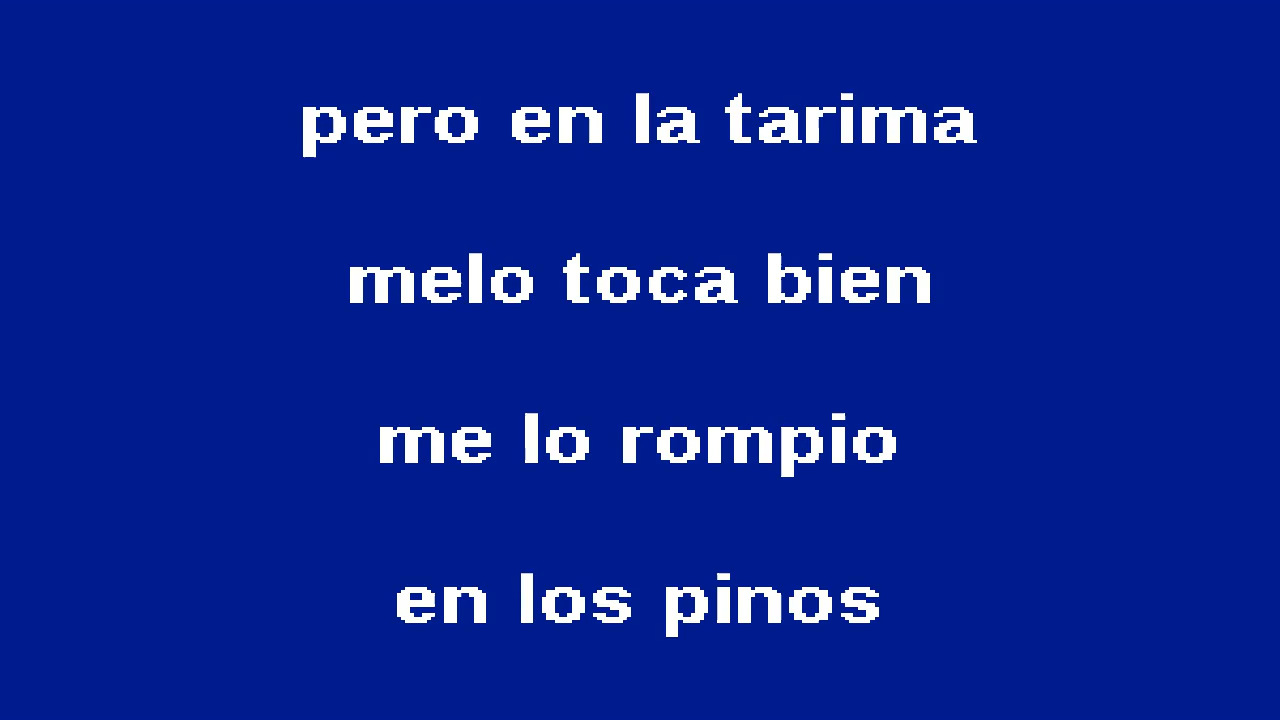 pero en la tarima
melo toca bien
me lo rompio
en los pinos